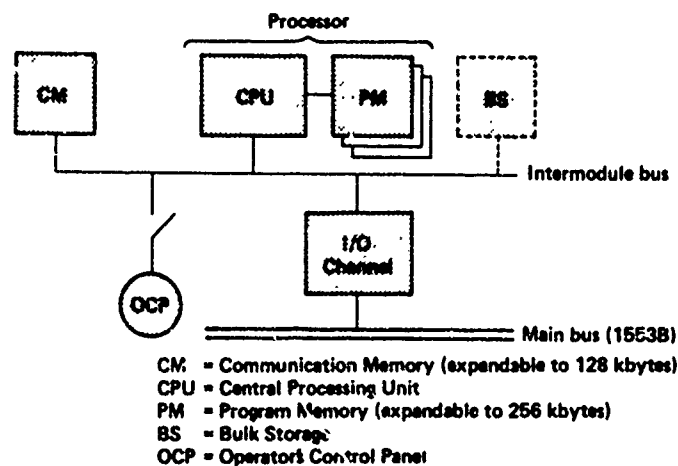 Processor
CM
CPU
PM
BS
Intermodule bus
I/O
Channel
OCP
Main bus (1553B)
CM = Communication Memory (expandable to 128 kbytes)
CPU = Central Processing Unit
PM = Program Memory (expandable to 256 kbytes)
BS = Bulk Storage
OCP = Operators Control Panel